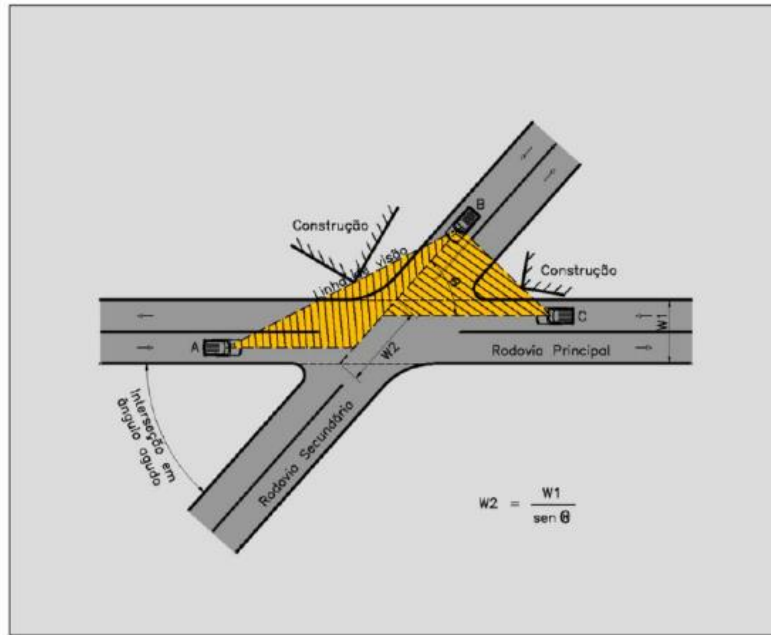 B
Construção
Linha de visão
Construção
θ
C
A
W1
W2
Rodovia Principal
Interseção em
ângulo agudo
Rodovia Secundária
W2 = W1
sen θ